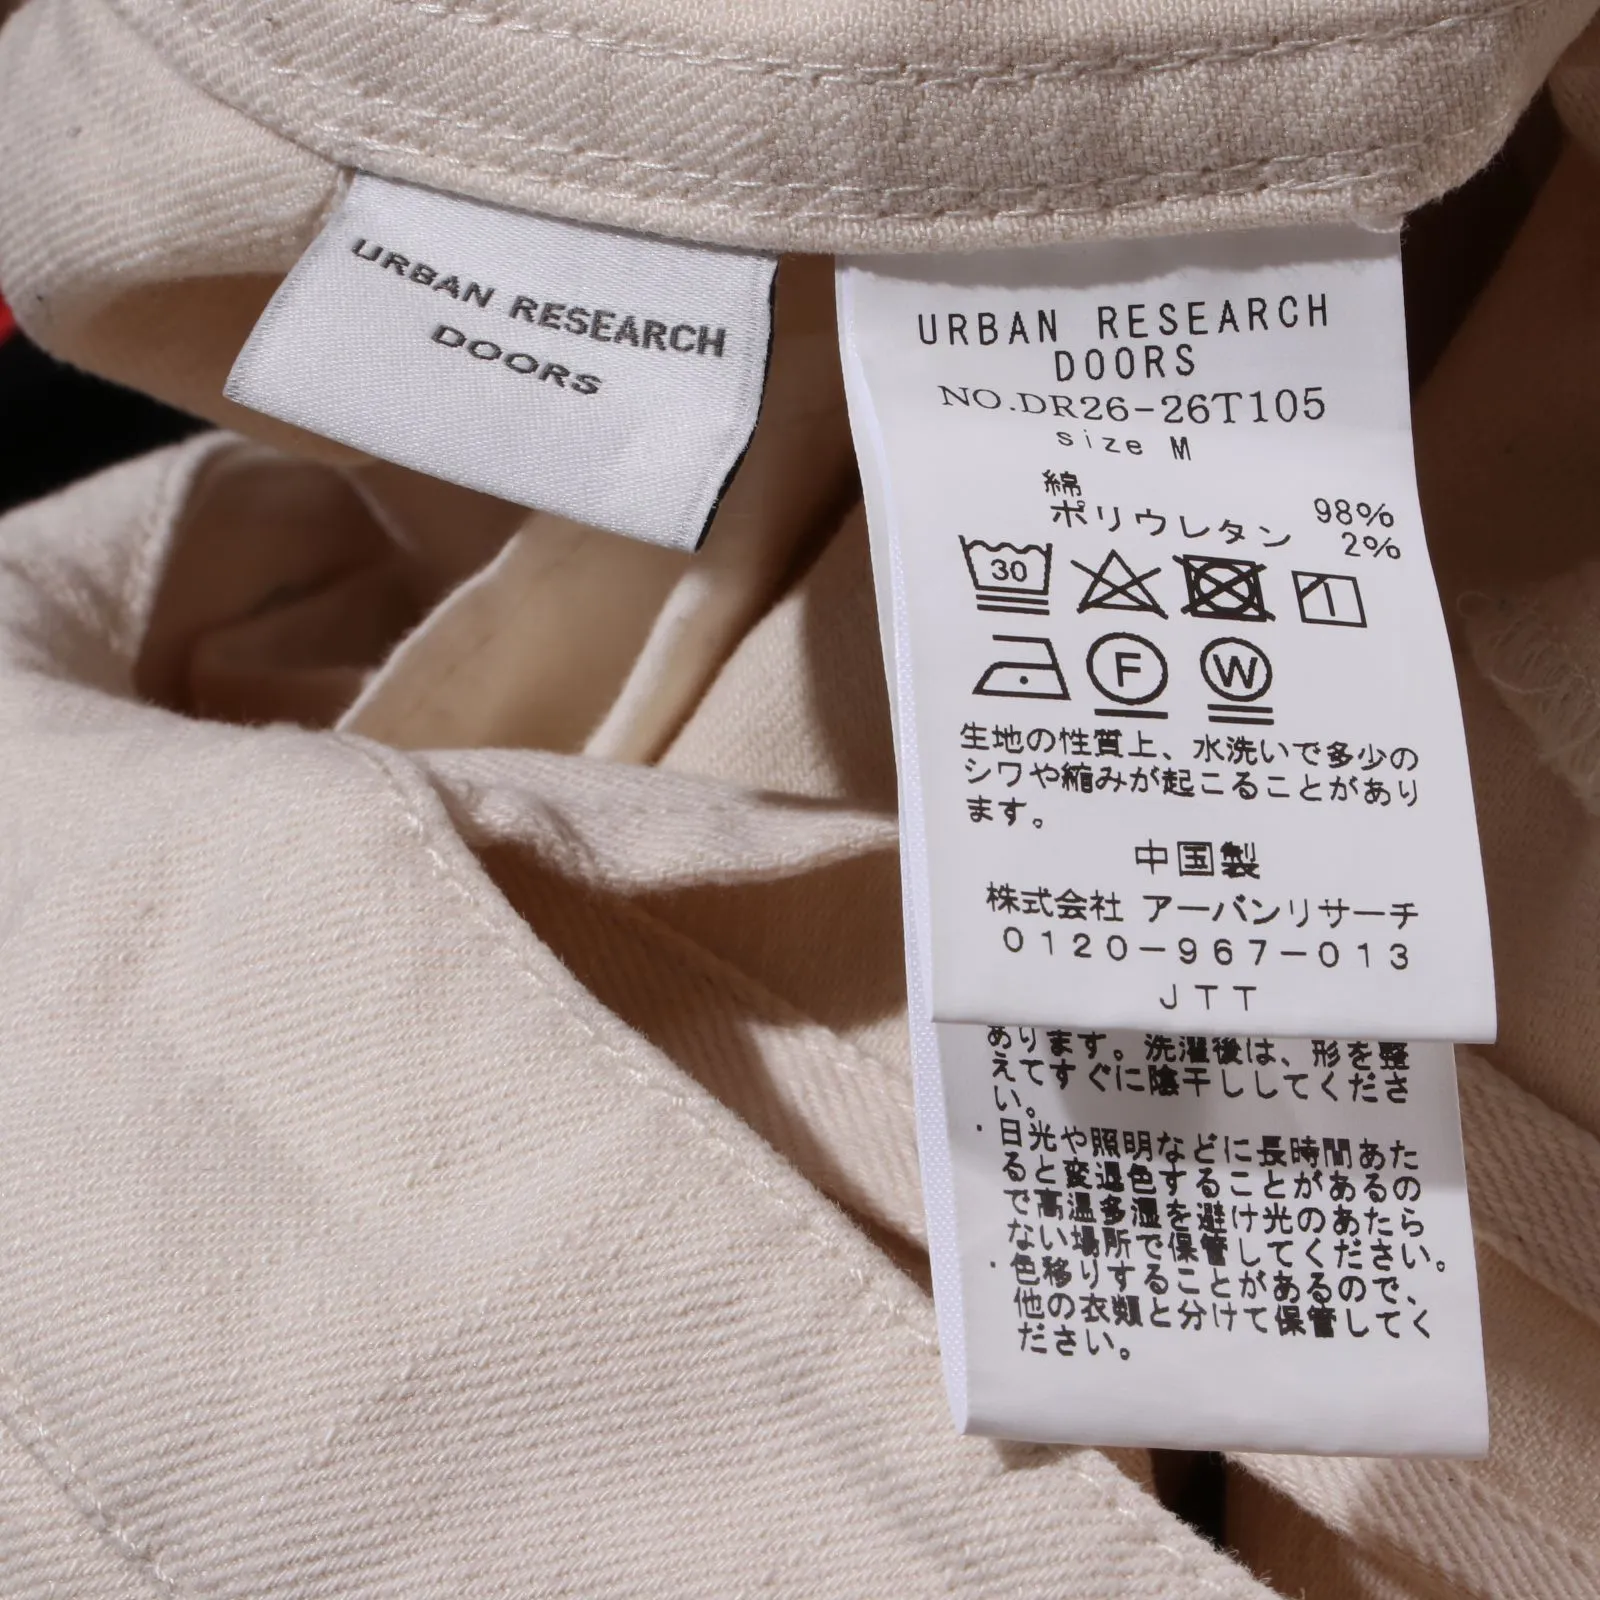 URBAN RESEARCH
DOORS
URBAN RESEARCH
DOORS
NO.DR26-26T105
size M
綿 98%
ポリウレタン 2%
30
F
W
生地の性質上、水洗いで多少の
シワや縮みが起こることがあり
ます。
中国製
株式会社 アーバンリサーチ
0120-967-013
JTT
あります。洗濯後は、形を整
えてすぐに陰干ししてくださ
い。
・日光や照明などに長時間あた
ると変退色することがあるの
で高温多湿を避け光のあたら
ない場所で保管してください。
・色移りすることがあるので、
他の衣類と分けて保管してく
ださい。